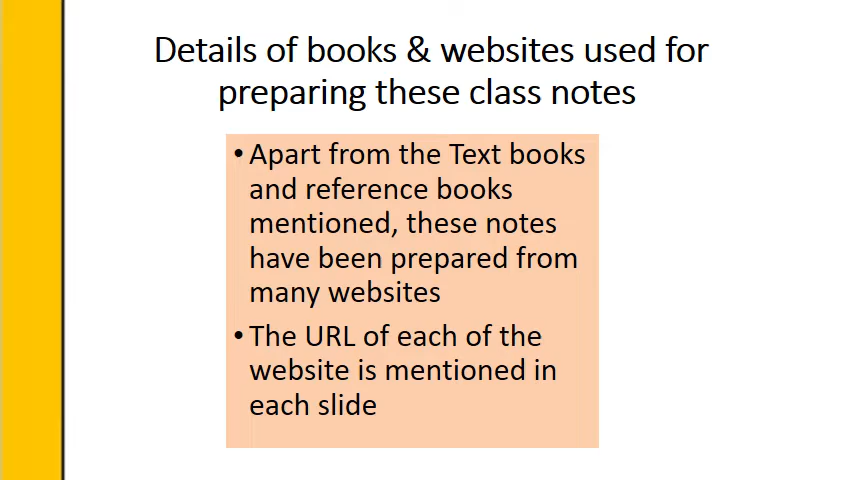 Details of books & websites used for
preparing these class notes
• Apart from the Text books
and reference books
mentioned, these notes
have been prepared from
many websites
• The URL of each of the
website is mentioned in
each slide